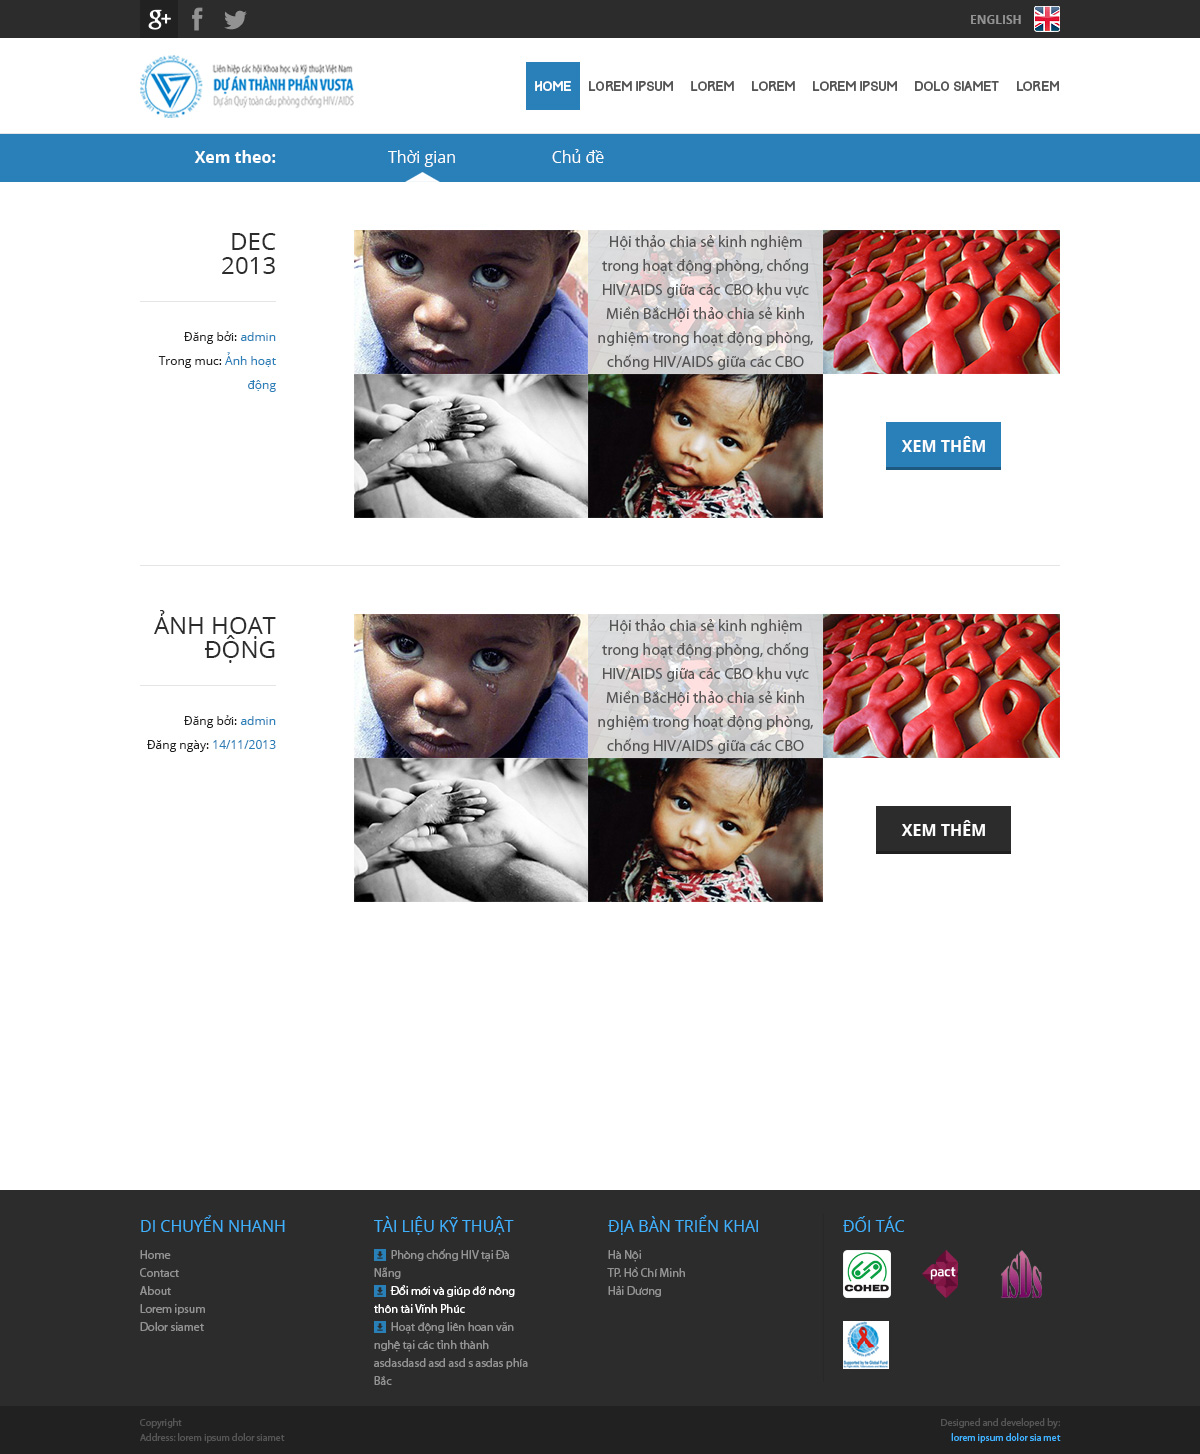 g+ f
ENGLISH
Liên hiệp các hội Khoa học và Kỹ thuật Việt Nam
DỰ ÁN THÀNH PHẦN VUSTA
Dự án Quỹ toàn cầu phòng chống HIV/AIDS
HOME LOREM IPSUM LOREM LOREM LOREM IPSUM DOLO SIAMET LOREM
Xem theo: Thời gian Chủ đề
DEC
2013
Đăng bởi: admin
Trong muc: Ảnh hoạt
động
Hội thảo chia sẻ kinh nghiệm
trong hoạt động phòng, chống
HIV/AIDS giữa các CBO khu vực
Miền BắcHội thảo chia sẻ kinh
nghiệm trong hoạt động phòng,
chống HIV/AIDS giữa các CBO
XEM THÊM
ẢNH HOẠT
ĐỘNG
Đăng bởi: admin
Đăng ngày: 14/11/2013
Hội thảo chia sẻ kinh nghiệm
trong hoạt động phòng, chống
HIV/AIDS giữa các CBO khu vực
Miền BắcHội thảo chia sẻ kinh
nghiệm trong hoạt động phòng,
chống HIV/AIDS giữa các CBO
XEM THÊM
DI CHUYỂN NHANH
Home
Contact
About
Lorem ipsum
Dolor siamet
TÀI LIỆU KỸ THUẬT
Phòng chống HIV tại Đà
Nẵng
Đổi mới và giúp đỡ nông
thôn tài Vĩnh Phúc
Hoạt động liên hoan văn
nghệ tại các tỉnh thành
asdasdasd asd asd s asdas phía
Bắc
ĐỊA BÀN TRIỂN KHAI
Hà Nội
TP. Hồ Chí Minh
Hải Dương
ĐỐI TÁC
COHED
pact
ISDS
Supported by he Global Fund
Copyright
Address: lorem ipsum dolor siamet
Designed and developed by:
lorem ipsum dolor sia met